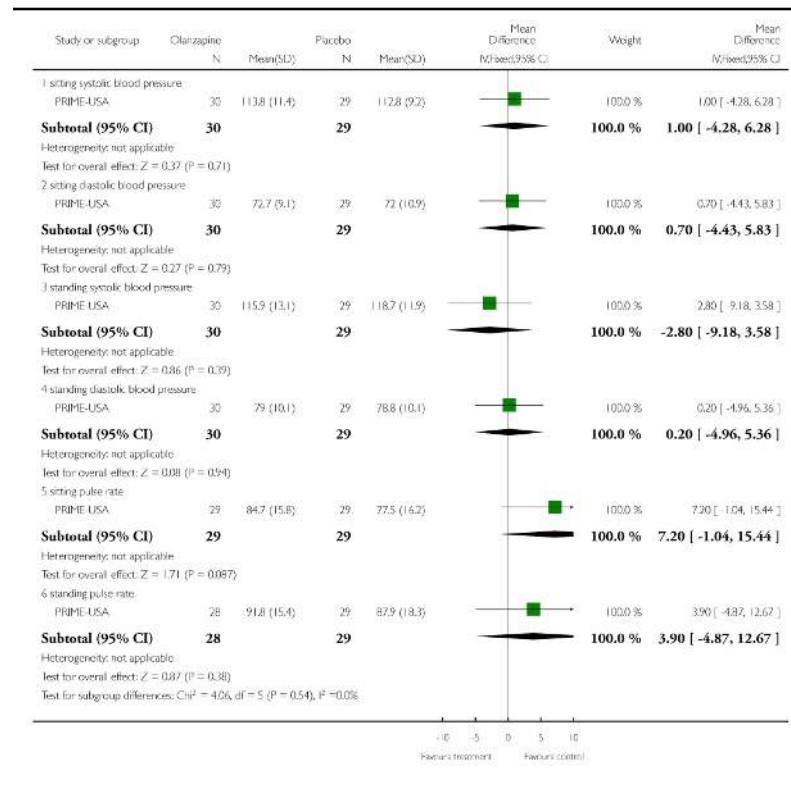 Study or subgroup Olanzapine Placebo Mean Difference Weight Mean Difference
N Mean(SD) N Mean(SD) IV,Fixed,95% CI IV,Fixed,95% CI
1 sitting systolic blood pressure
PRIME-USA 30 113.8 (11.4) 29 112.8 (9.2) 100.0 % 1.00 [ -4.28, 6.28 ]
Subtotal (95% CI) 30 29 100.0 % 1.00 [ -4.28, 6.28 ]
Heterogeneity: not applicable
Test for overall effect: Z = 0.37 (P = 0.71)
2 sitting diastolic blood pressure
PRIME-USA 30 72.7 (9.1) 29 72 (10.9) 100.0 % 0.70 [ -4.43, 5.83 ]
Subtotal (95% CI) 30 29 100.0 % 0.70 [ -4.43, 5.83 ]
Heterogeneity: not applicable
Test for overall effect: Z = 0.27 (P = 0.79)
3 standing systolic blood pressure
PRIME-USA 30 115.9 (13.1) 29 118.7 (11.9) 100.0 % 2.80 [ -9.18, 3.58 ]
Subtotal (95% CI) 30 29 100.0 % -2.80 [ -9.18, 3.58 ]
Heterogeneity: not applicable
Test for overall effect: Z = 0.86 (P = 0.39)
4 standing diastolic blood pressure
PRIME-USA 30 79 (10.1) 29 78.8 (10.1) 100.0 % 0.20 [ -4.96, 5.36 ]
Subtotal (95% CI) 30 29 100.0 % 0.20 [ -4.96, 5.36 ]
Heterogeneity: not applicable
Test for overall effect: Z = 0.08 (P = 0.94)
5 sitting pulse rate
PRIME-USA 29 84.7 (15.8) 29 77.5 (16.2) 100.0 % 7.20 [ -1.04, 15.44 ]
Subtotal (95% CI) 29 29 100.0 % 7.20 [ -1.04, 15.44 ]
Heterogeneity: not applicable
Test for overall effect: Z = 1.71 (P = 0.087)
6 standing pulse rate
PRIME-USA 28 91.8 (15.4) 29 87.9 (18.3) 100.0 % 3.90 [ -4.87, 12.67 ]
Subtotal (95% CI) 28 29 100.0 % 3.90 [ -4.87, 12.67 ]
Heterogeneity: not applicable
Test for overall effect: Z = 0.87 (P = 0.38)
Test for subgroup differences: Chi² = 4.06, df = 5 (P = 0.54), I² =0.0%
-10 -5 0 5 10
Favours treatment Favours control